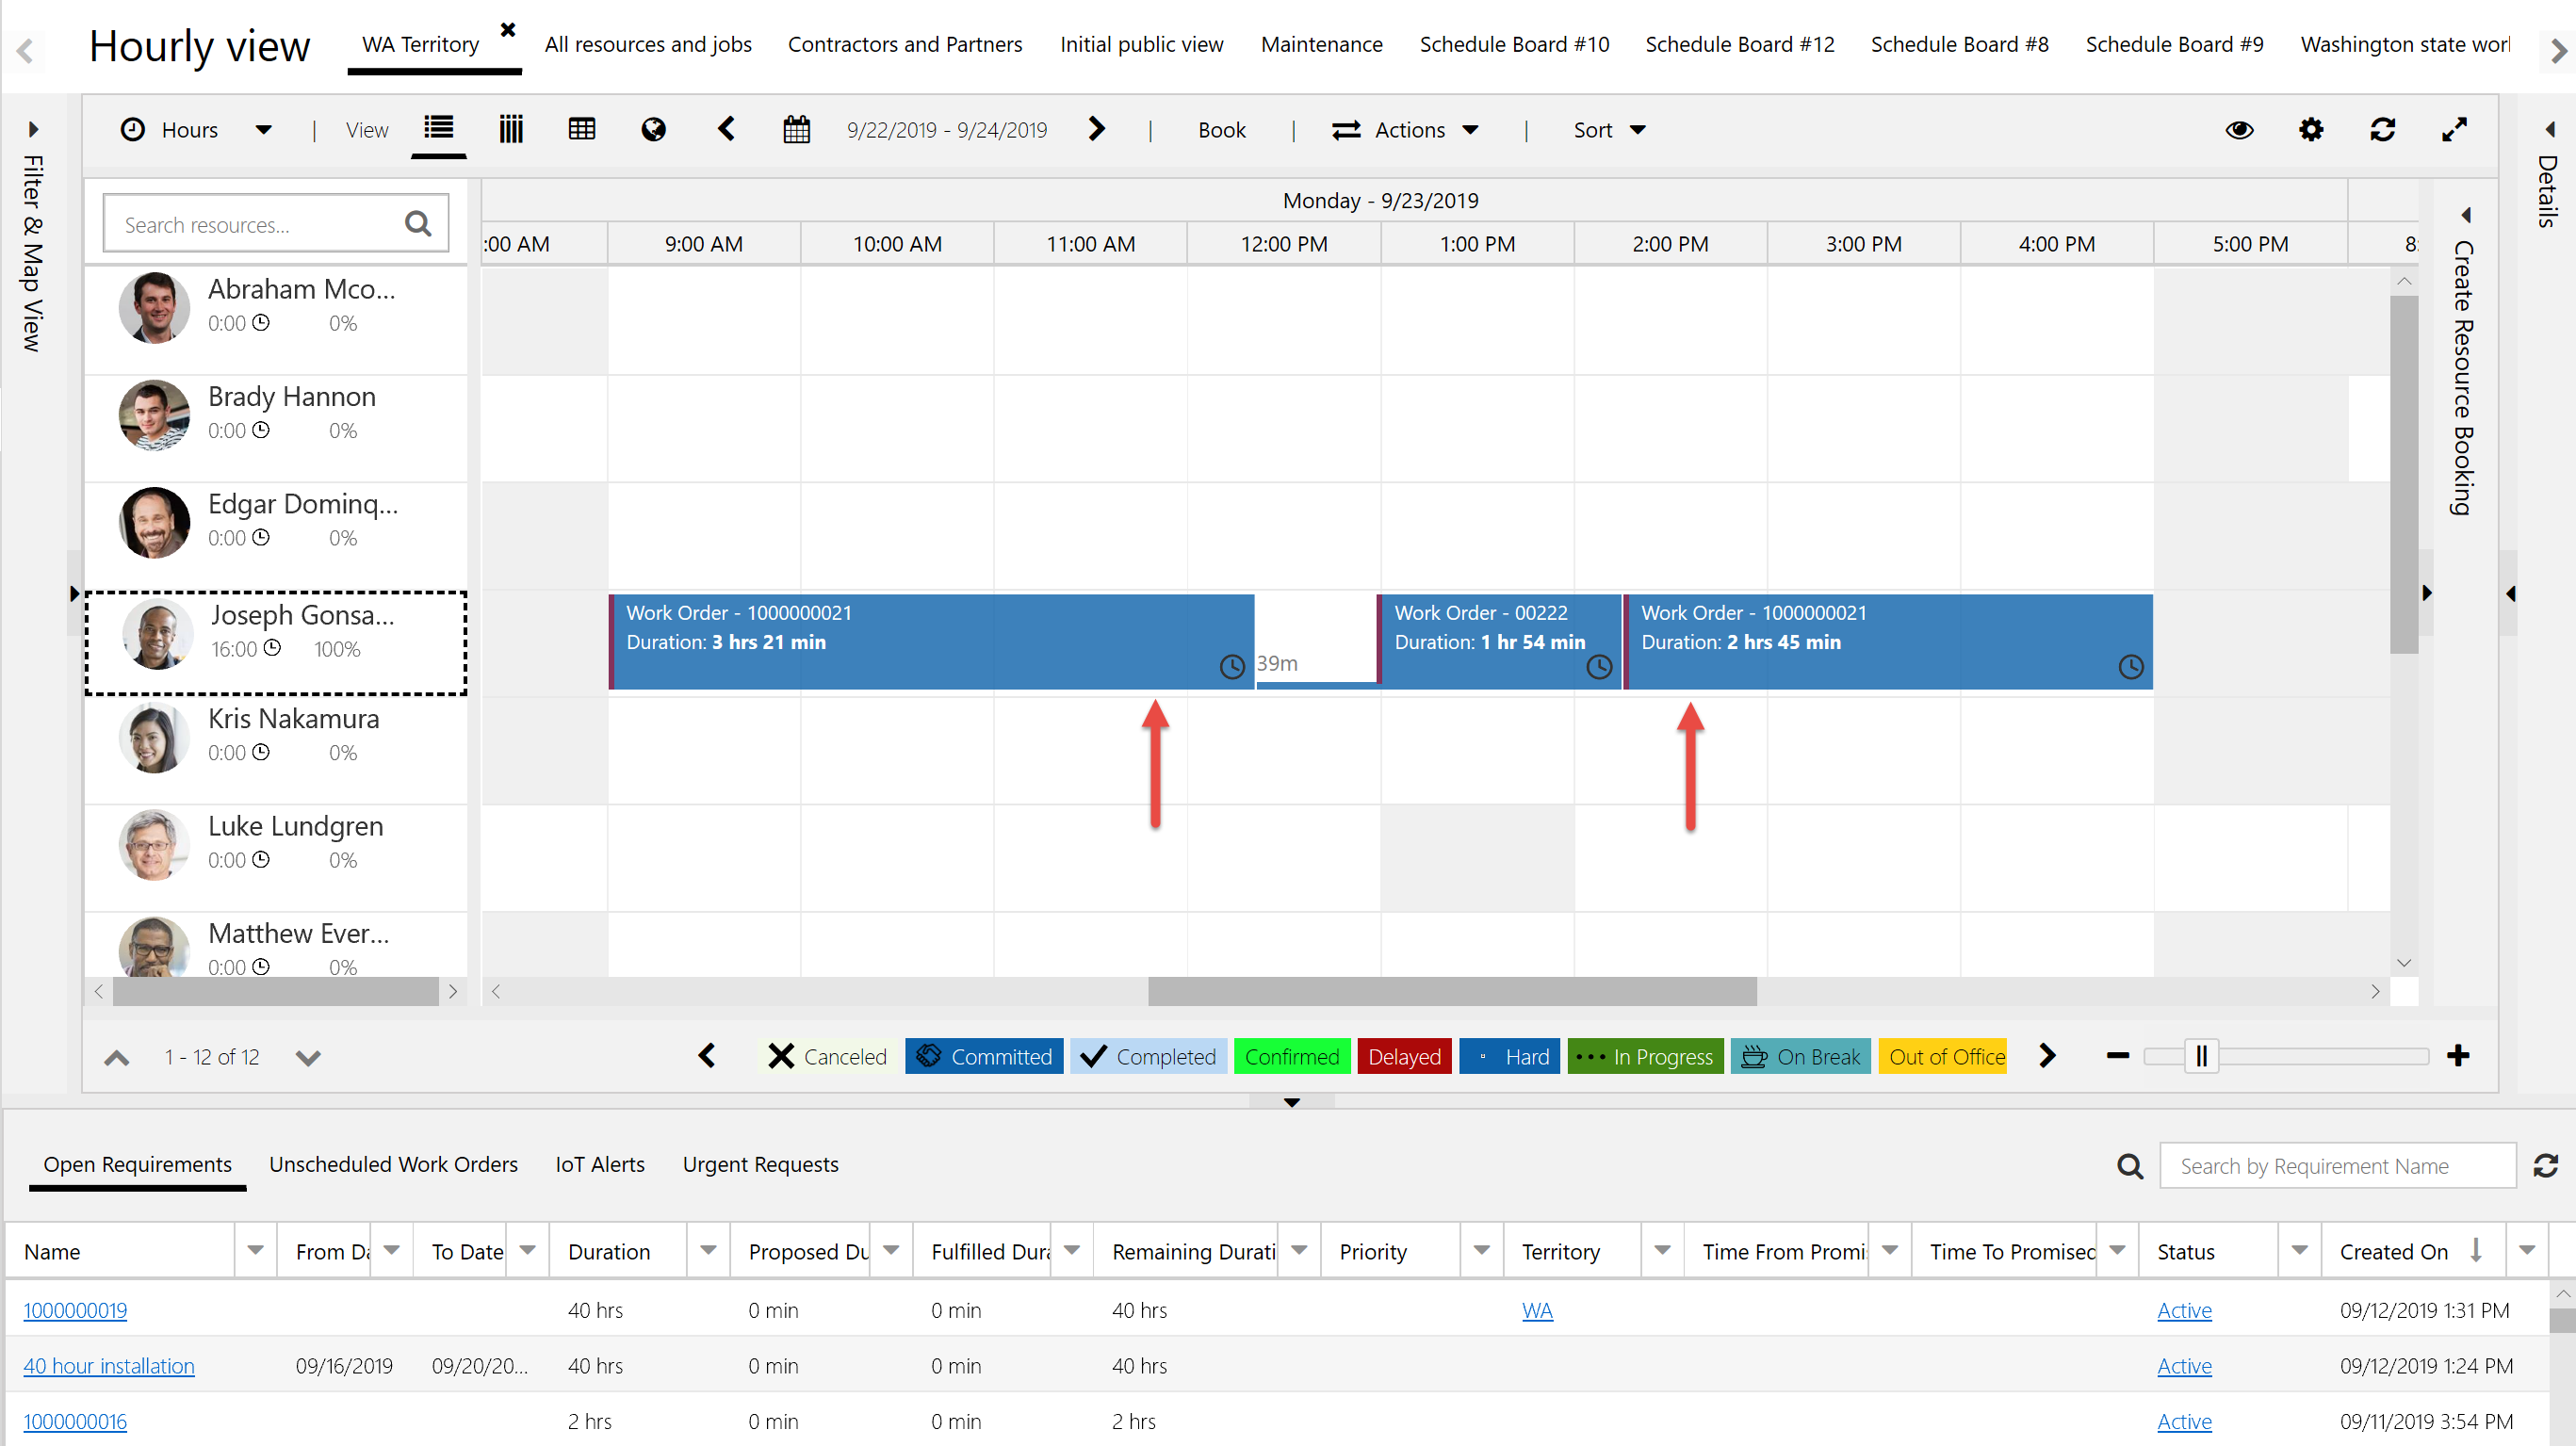 Hourly view
WA Territory
All resources and jobs
Contractors and Partners
Initial public view
Maintenance
Schedule Board #10
Schedule Board #12
Schedule Board #8
Schedule Board #9
Washington state worl
Filter & Map View
Hours
|
View
9/22/2019 - 9/24/2019
|
Book
|
Actions
|
Sort
Details
Create Resource Booking
Search resources...
Monday - 9/23/2019
:00 AM
9:00 AM
10:00 AM
11:00 AM
12:00 PM
1:00 PM
2:00 PM
3:00 PM
4:00 PM
5:00 PM
8:
Abraham Mco...
0:00
0%
Brady Hannon
0:00
0%
Edgar Dominq...
0:00
0%
Joseph Gonsa...
16:00
100%
Work Order - 1000000021
Duration: 3 hrs 21 min
39m
Work Order - 00222
Duration: 1 hr 54 min
Work Order - 1000000021
Duration: 2 hrs 45 min
Kris Nakamura
0:00
0%
Luke Lundgren
0:00
0%
Matthew Ever...
0:00
0%
1 - 12 of 12
Canceled
Committed
Completed
Confirmed
Delayed
Hard
In Progress
On Break
Out of Office
Open Requirements
Unscheduled Work Orders
IoT Alerts
Urgent Requests
Search by Requirement Name
Name
From Da
To Date
Duration
Proposed Du
Fulfilled Dura
Remaining Durati
Priority
Territory
Time From Promi
Time To Promised
Status
Created On
1000000019
40 hrs
0 min
0 min
40 hrs
WA
Active
09/12/2019 1:31 PM
40 hour installation
09/16/2019
09/20/20...
40 hrs
0 min
0 min
40 hrs
Active
09/12/2019 1:24 PM
1000000016
2 hrs
0 min
0 min
2 hrs
Active
09/11/2019 3:54 PM